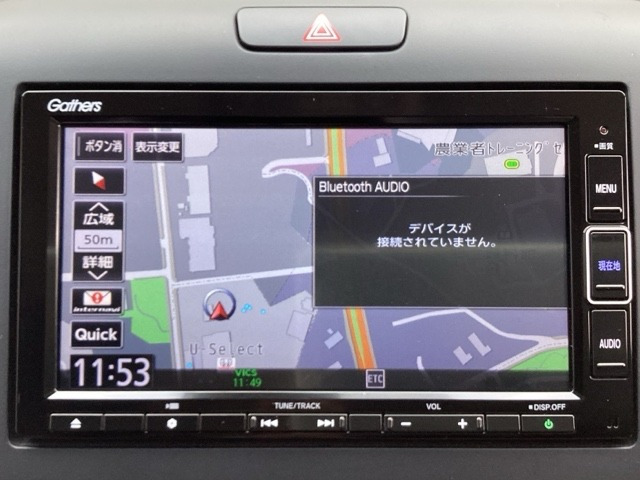 Gathers
ボタン消
表示変更
農業者トレーニングセ
画質
Bluetooth AUDIO
MENU
広域
デバイスが
接続されていません。
50m
現在地
詳細
internavi
Quick
U-Select
AUDIO
11:53
VICS
11:49
ETC
TUNE/TRACK
VOL
DISP.OFF